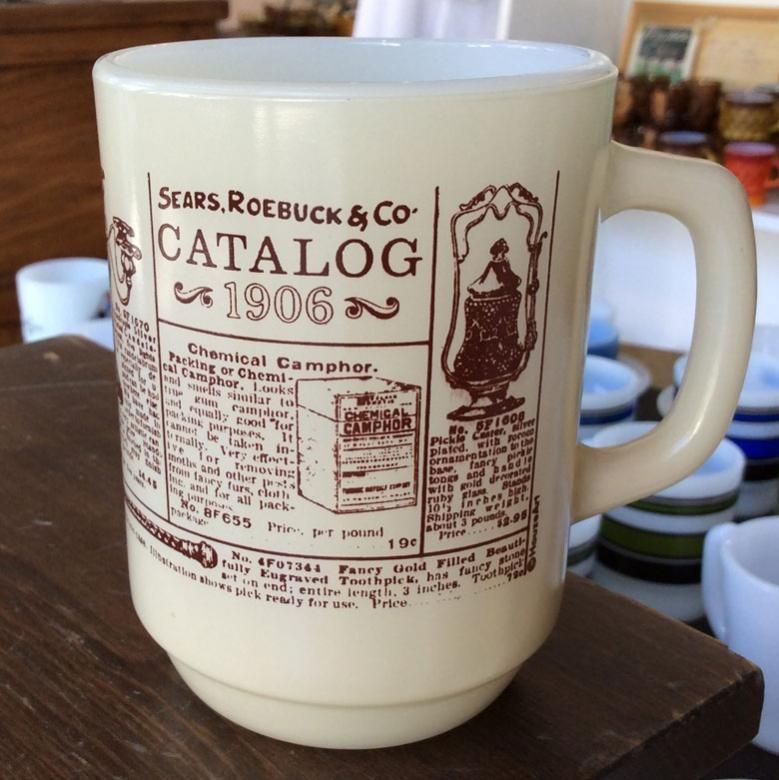 SEARS, ROEBUCK & CO.
CATALOG
1906
Chemical Camphor.
Packing or Chemi-
cal Camphor. Looks
and smells similar to
gum camphor,
and equally good for
packing purposes. It
cannot be taken in-
ternally. Very effect-
ive for removing
moths and other pests
from fancy furs, cloth-
ing and for all pack-
ing purposes.
No. 8F655 Price, per pound
package 19c
CHEMICAL
CAMPHOR
No. 5F1608
Pickle Caster, Silver
plated, with rococo
ornamentation
base, fancy pickle
tongs and hand
with gold decorated
ruby glass. Stands
10½ inches high.
Shipping weight,
about 3 pounds.
Price $3.95
No. 4F07344 Fancy Gold Filled Beauti-
fully Engraved Toothpick, has fancy stone
set on end; entire length, 3 inches. Toothpick
Illustration shows pick ready for use. Price 79c